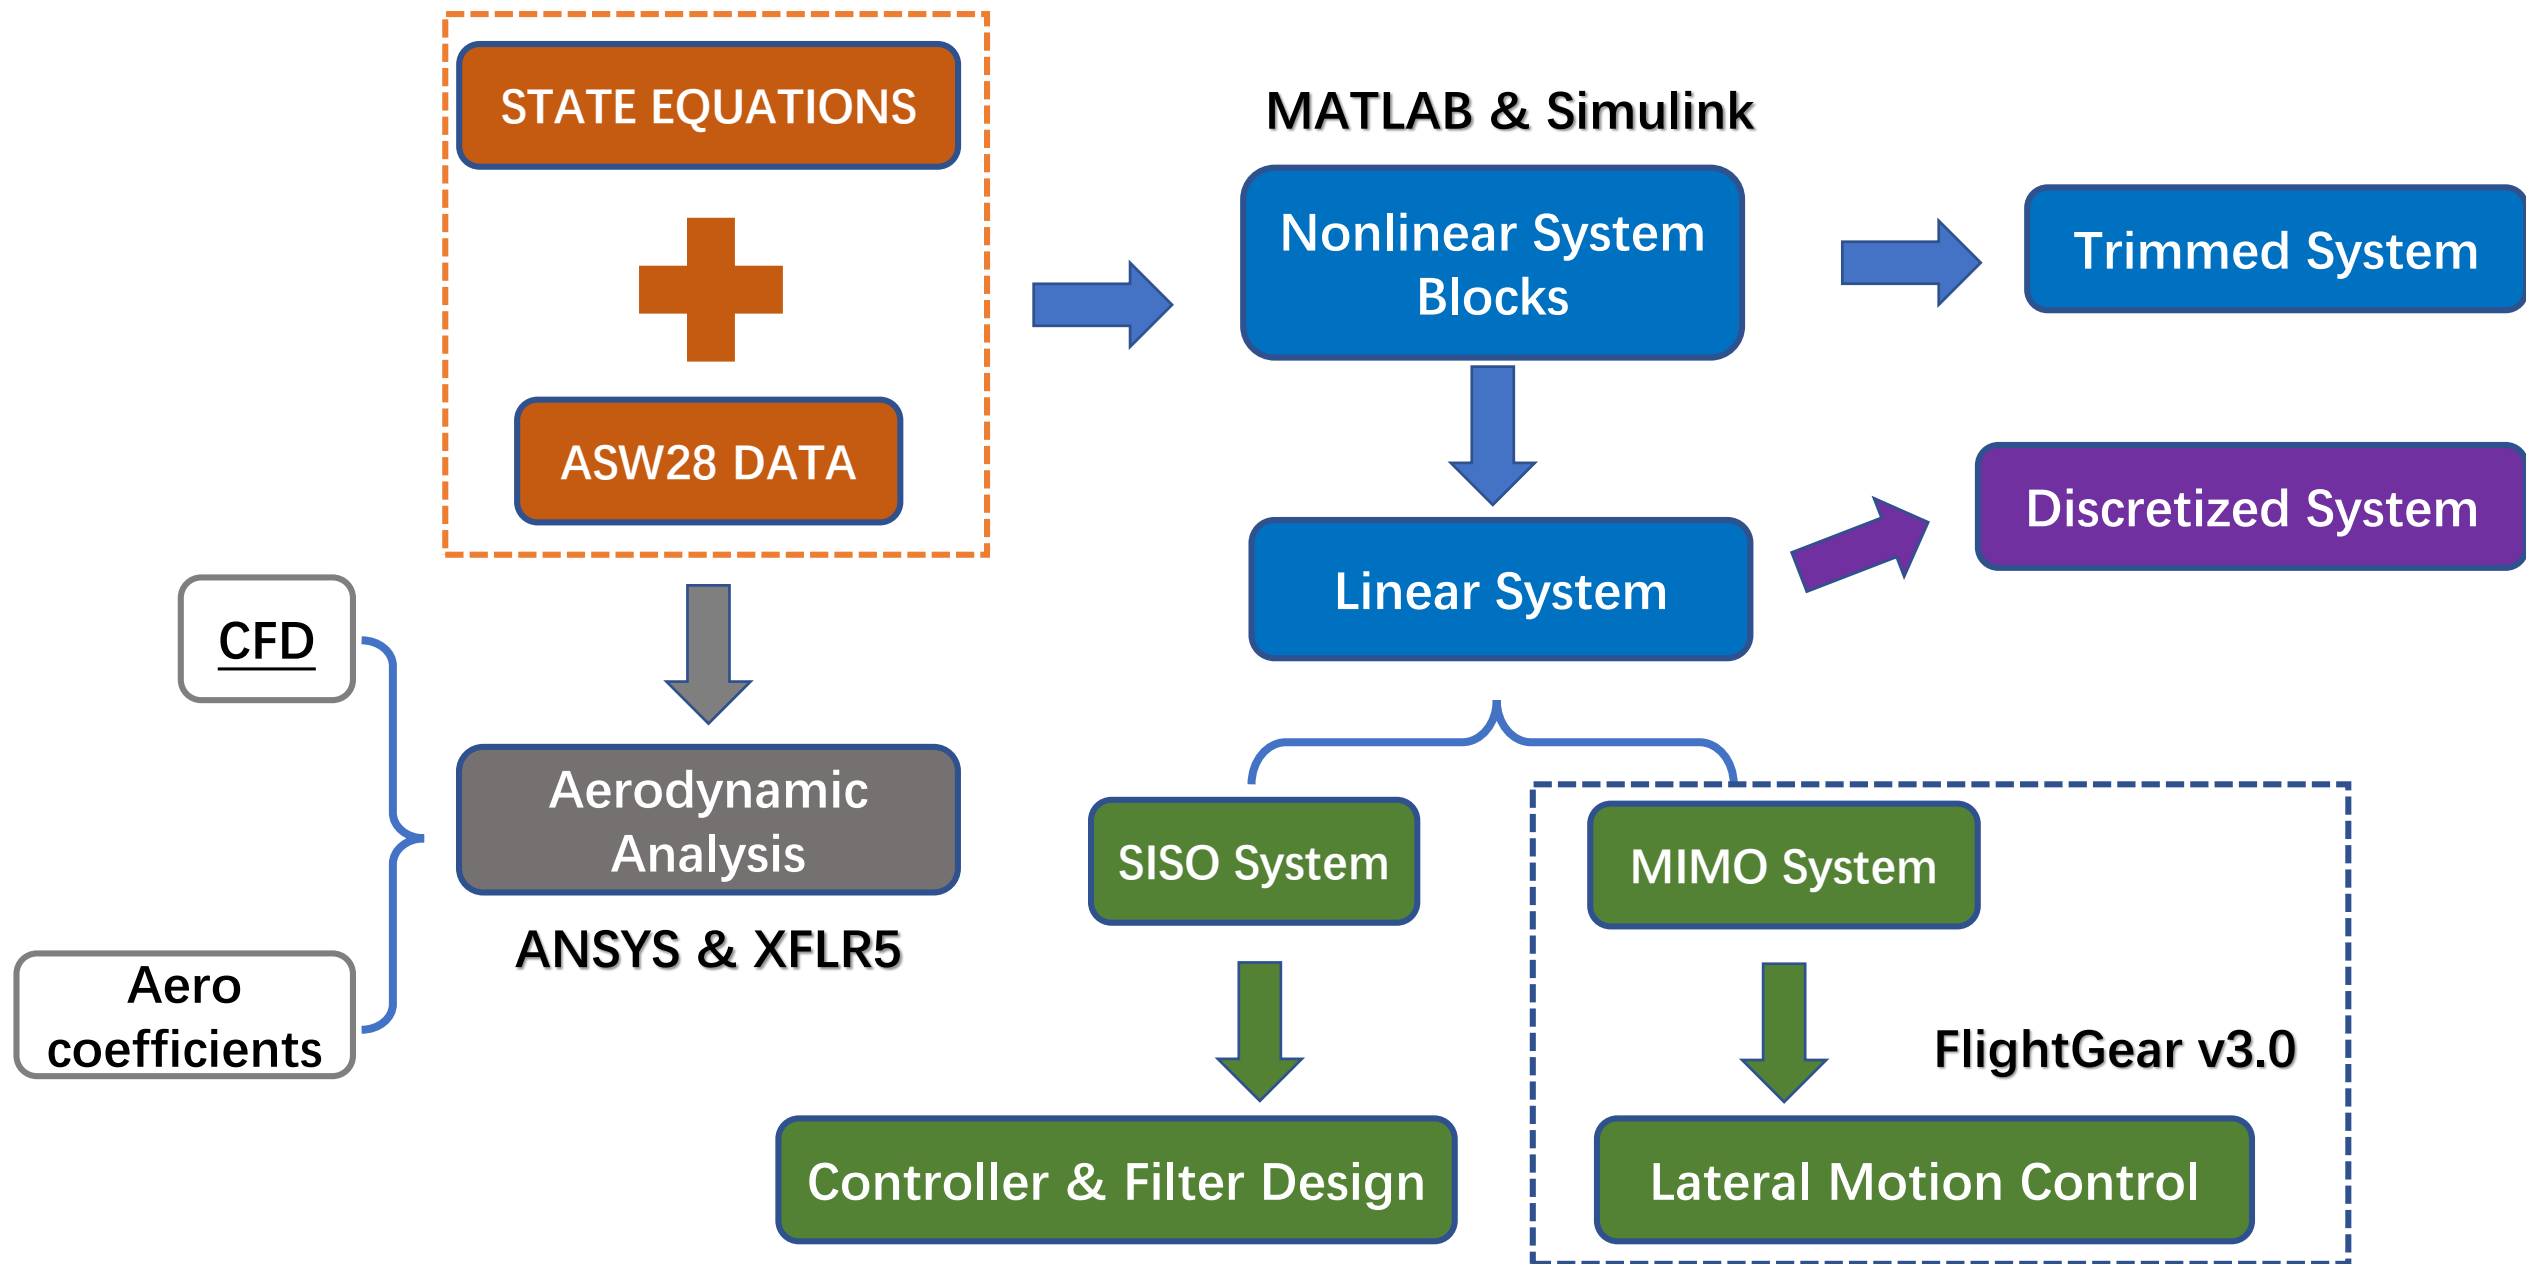 STATE EQUATIONS
ASW28 DATA
MATLAB & Simulink
Nonlinear System
Blocks
Trimmed System
Discretized System
Linear System
CFD
Aerodynamic
Analysis
ANSYS & XFLR5
Aero
coefficients
SISO System
MIMO System
FlightGear v3.0
Controller & Filter Design
Lateral Motion Control